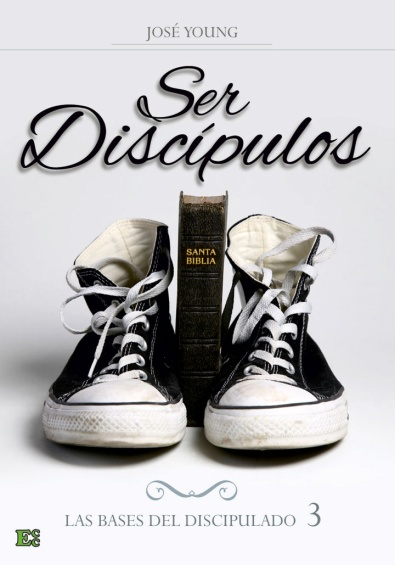 JOSÉ YOUNG
Ser
Discípulos
SANTA
BIBLIA
LAS BASES DEL DISCIPULADO 3